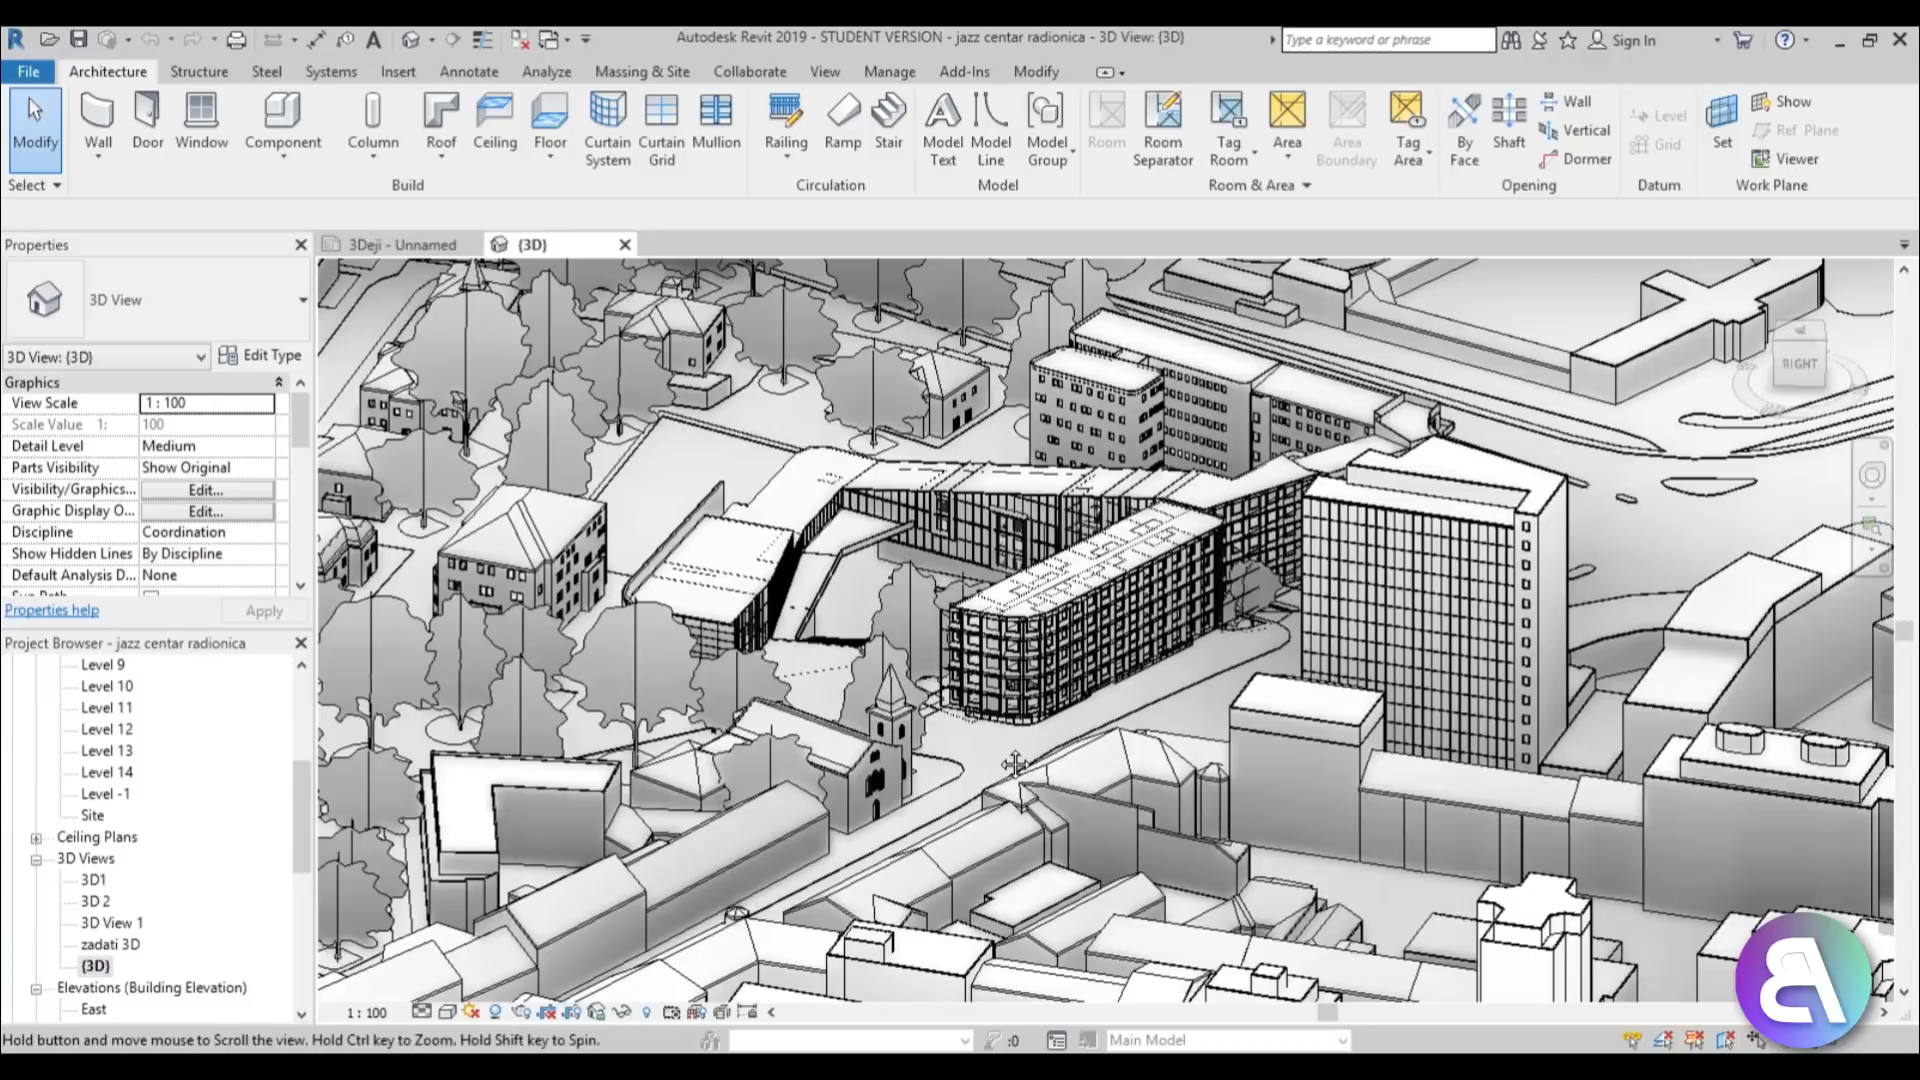 Autodesk Revit 2019 - STUDENT VERSION - jazz centar radionica - 3D View: {3D}
Type a keyword or phrase
Sign In
File Architecture Structure Steel Systems Insert Annotate Analyze Massing & Site Collaborate View Manage Add-Ins Modify
Modify Wall Door Window Component Column Roof Ceiling Floor Curtain System Curtain Grid Mullion Railing Ramp Stair Model Text Model Line Model Group Room Room Separator Tag Room Area Area Boundary Tag Area By Face Shaft Wall Vertical Dormer Level Grid Set Show Ref Plane Viewer
Select Build Circulation Model Room & Area Opening Datum Work Plane
Properties
3Deji - Unnamed
{3D}
3D View
3D View: {3D}
Edit Type
Graphics
View Scale 1 : 100
Scale Value 1: 100
Detail Level Medium
Parts Visibility Show Original
Visibility/Graphics... Edit...
Graphic Display O... Edit...
Discipline Coordination
Show Hidden Lines By Discipline
Default Analysis D... None
Properties help
Apply
RIGHT
Project Browser - jazz centar radionica
Level 9
Level 10
Level 11
Level 12
Level 13
Level 14
Level -1
Site
Ceiling Plans
3D Views
3D1
3D 2
3D View 1
zadati 3D
{3D}
Elevations (Building Elevation)
East
1 : 100
Hold button and move mouse to Scroll the view. Hold Ctrl key to Zoom. Hold Shift key to Spin.
:0
Main Model